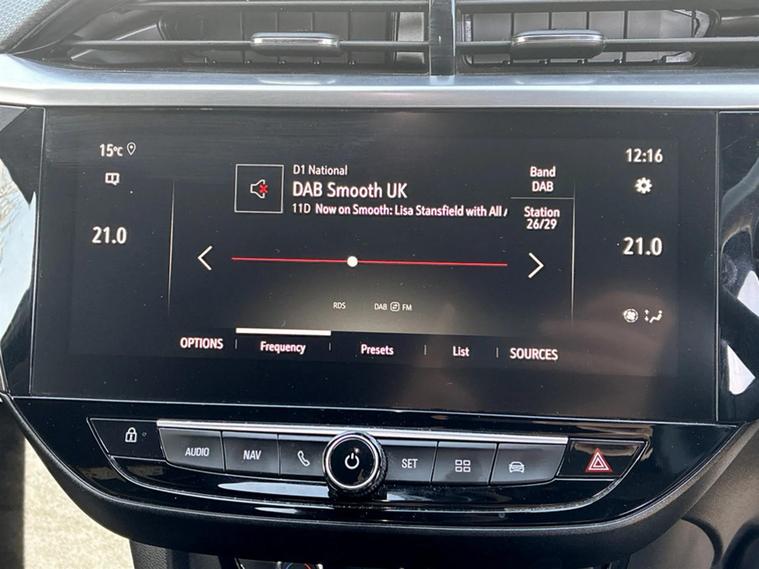 15°C
12:16
D1 National
DAB Smooth UK
11D Now on Smooth: Lisa Stansfield with All
Band
DAB
Station
26/29
21.0
21.0
RDS
DAB FM
OPTIONS
Frequency
Presets
List
SOURCES
AUDIO
NAV
SET